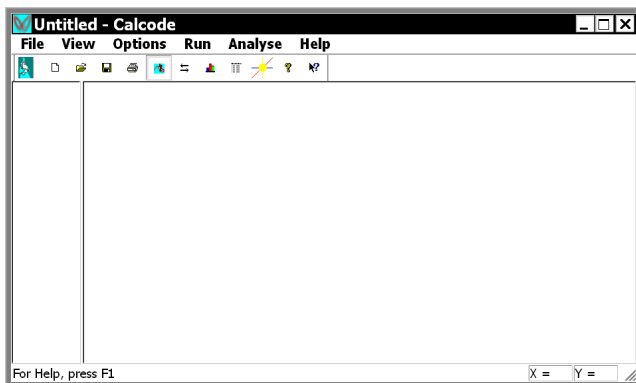 Untitled - Calcode
File View Options Run Analyse Help
For Help, press F1 X = Y =